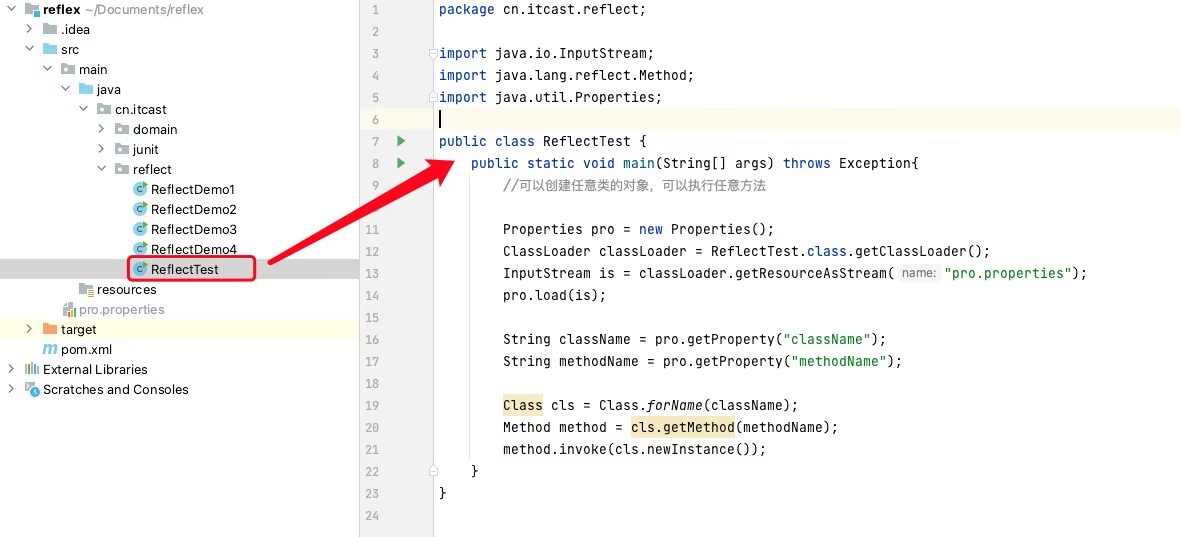 reflex ~/Documents/reflex
.idea
src
main
java
cn.itcast
domain
junit
reflect
ReflectDemo1
ReflectDemo2
ReflectDemo3
ReflectDemo4
ReflectTest
resources
pro.properties
target
pom.xml
External Libraries
Scratches and Consoles
1 package cn.itcast.reflect;
2
3 import java.io.InputStream;
4 import java.lang.reflect.Method;
5 import java.util.Properties;
6
7 public class ReflectTest {
8 public static void main(String[] args) throws Exception{
9 //可以创建任意类的对象，可以执行任意方法
11 Properties pro = new Properties();
12 ClassLoader classLoader = ReflectTest.class.getClassLoader();
13 InputStream is = classLoader.getResourceAsStream( name: "pro.properties");
14 pro.load(is);
15
16 String className = pro.getProperty("className");
17 String methodName = pro.getProperty("methodName");
18
19 Class cls = Class.forName(className);
20 Method method = cls.getMethod(methodName);
21 method.invoke(cls.newInstance());
22 }
23 }
24